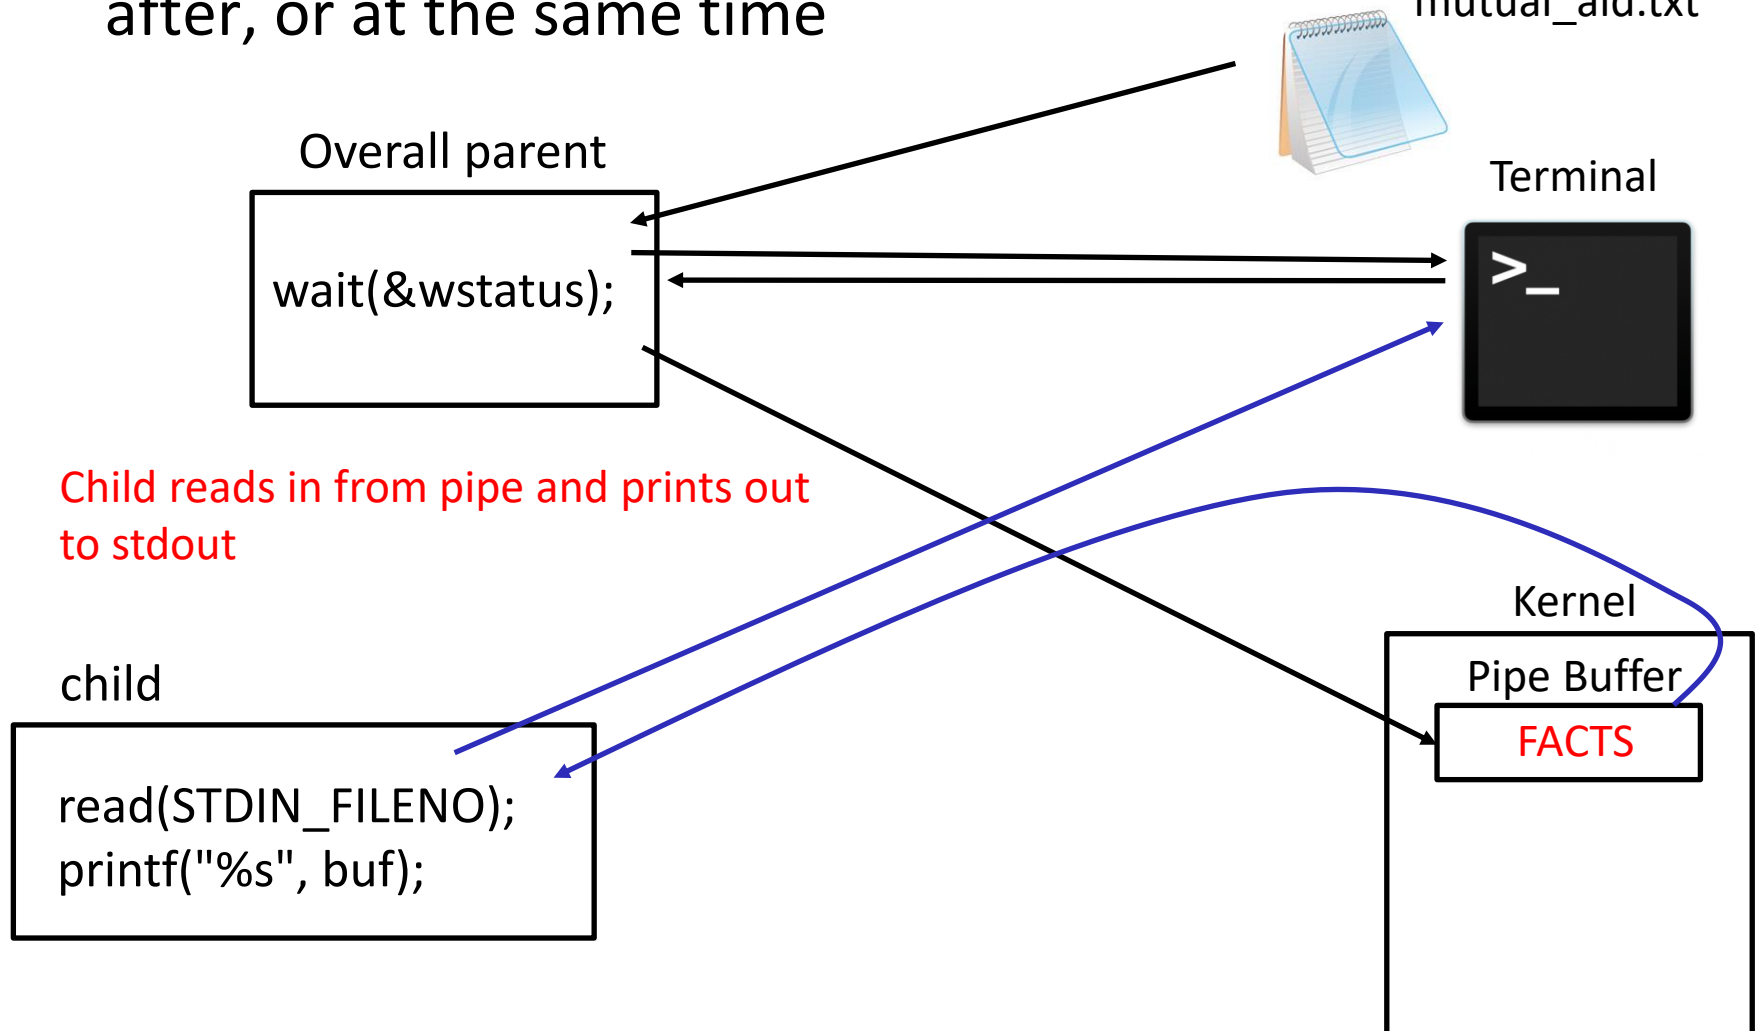 after, or at the same time
mutual_aid.txt
Overall parent
Terminal
wait(&wstatus);
>_
Child reads in from pipe and prints out
to stdout
Kernel
child
Pipe Buffer
FACTS
read(STDIN_FILENO);
printf("%s", buf);